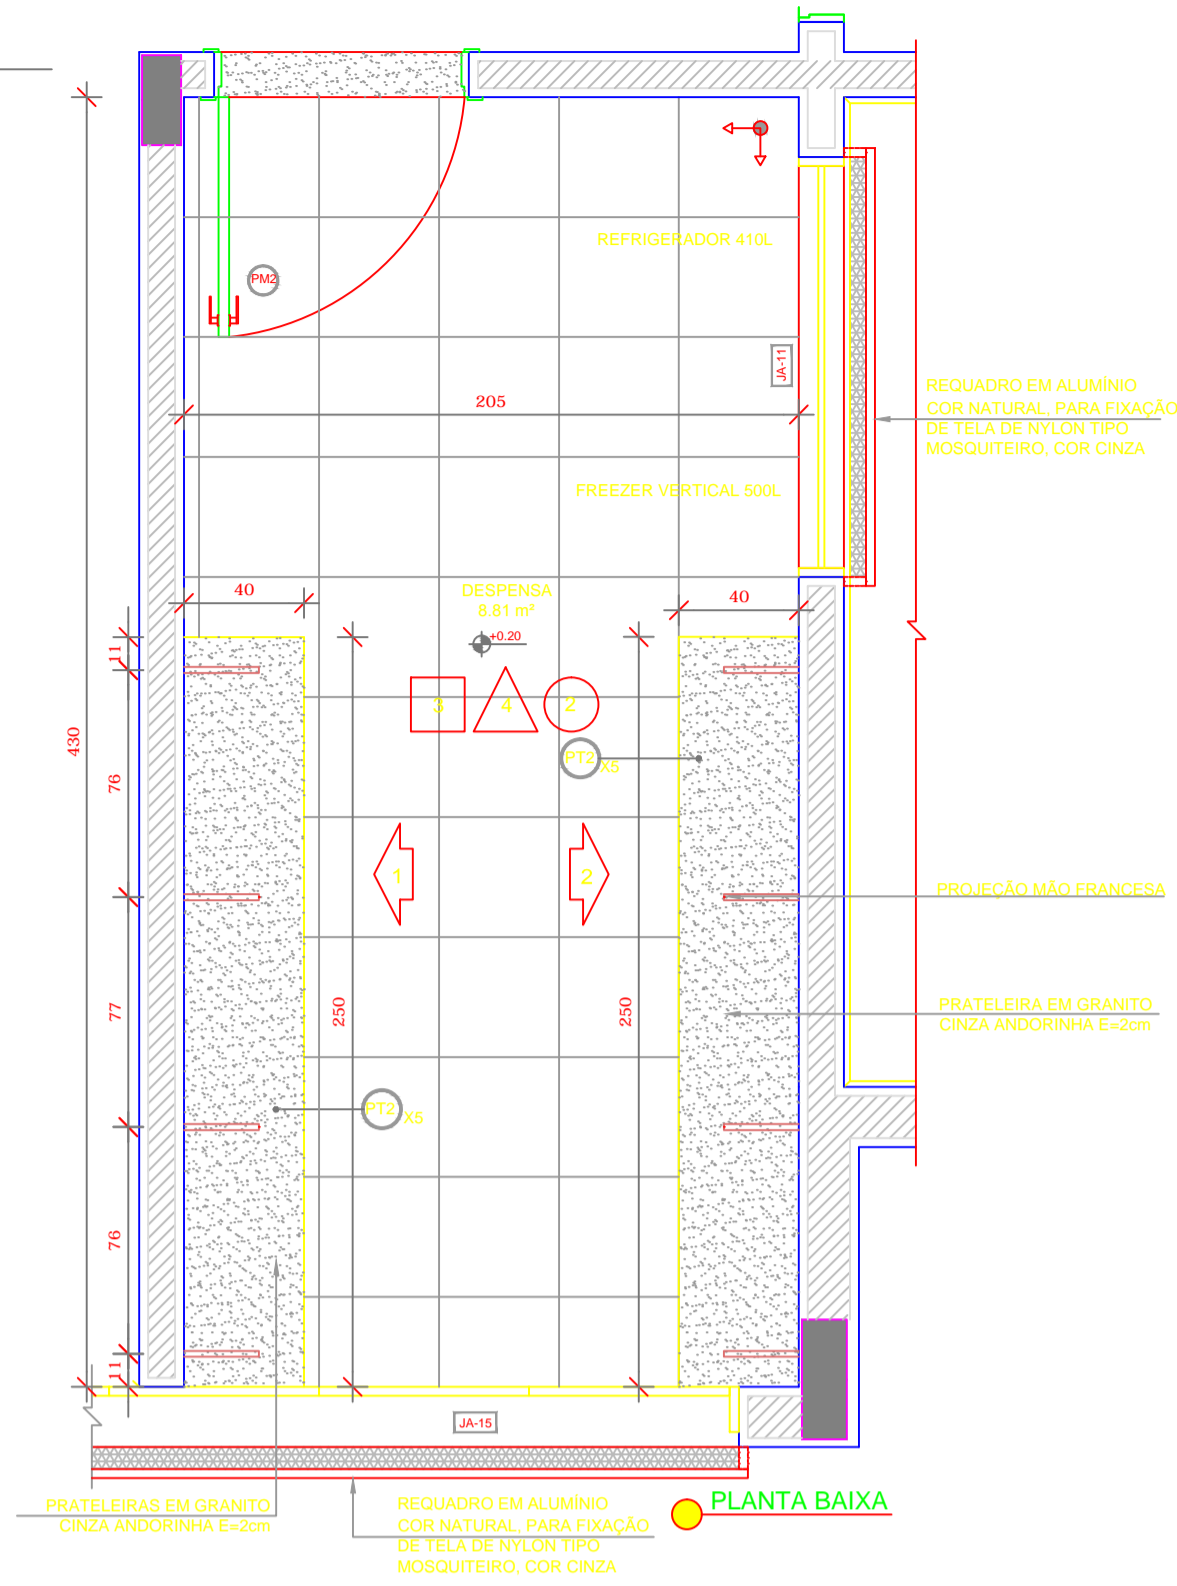 REFRIGERADOR 410L
PM2
JA-11
REQUADRO EM ALUMÍNIO
COR NATURAL, PARA FIXAÇÃO
DE TELA DE NYLON TIPO
MOSQUITEIRO, COR CINZA
205
FREEZER VERTICAL 500L
40
DESPENSA
8.81 m²
40
+0.20
11
430
3
4
2
PT2
X5
76
1
2
PROJEÇÃO MÃO FRANCESA
77
250
250
PRATELEIRA EM GRANITO
CINZA ANDORINHA E=2cm
PT2
X5
76
11
JA-15
PRATELEIRAS EM GRANITO
CINZA ANDORINHA E=2cm
REQUADRO EM ALUMÍNIO
COR NATURAL, PARA FIXAÇÃO
DE TELA DE NYLON TIPO
MOSQUITEIRO, COR CINZA
PLANTA BAIXA